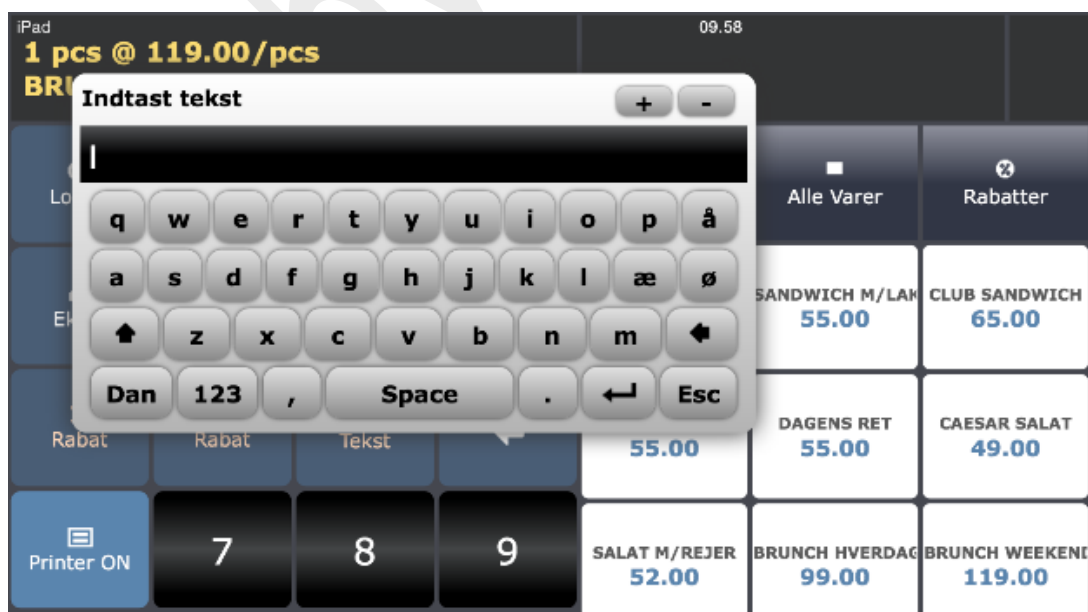 iPad
09.58
1 pcs @ 119.00/pcs
BRU
Indtast tekst
+ -
q w e r t y u i o p å
a s d f g h j k l æ ø
z x c v b n m
Dan 123 , Space . Esc
Alle Varer
Rabatter
SANDWICH M/LAK
55.00
CLUB SANDWICH
65.00
Rabat
Rabat
Tekst
55.00
DAGENS RET
55.00
CAESAR SALAT
49.00
Printer ON
7
8
9
SALAT M/REJER
52.00
BRUNCH HVERDAG
99.00
BRUNCH WEEKEND
119.00